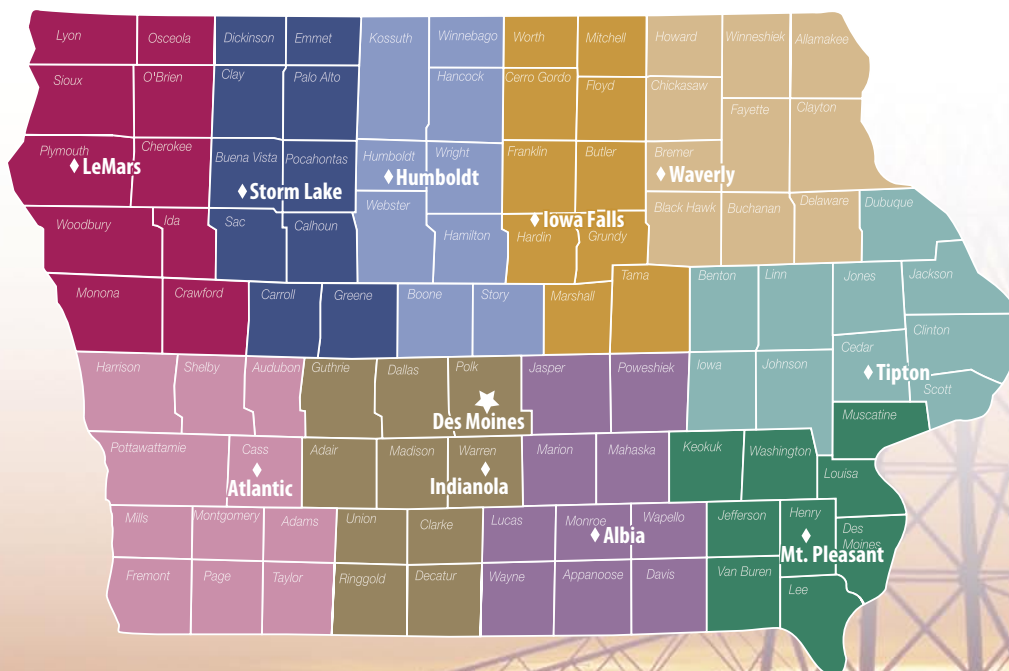 Lyon
Osceola
Dickinson
Emmet
Kossuth
Winnebago
Worth
Mitchell
Howard
Winneshiek
Allamakee
Sioux
O'Brien
Clay
Palo Alto
Hancock
Cerro Gordo
Floyd
Chickasaw
Fayette
Clayton
Plymouth
LeMars
Cherokee
Buena Vista
Pocahontas
Storm Lake
Humboldt
Humboldt
Wright
Franklin
Butler
Bremer
Waverly
Woodbury
Ida
Sac
Calhoun
Webster
Hamilton
Iowa Falls
Hardin
Grundy
Black Hawk
Buchanan
Delaware
Dubuque
Monona
Crawford
Carroll
Greene
Boone
Story
Marshall
Tama
Benton
Linn
Jones
Jackson
Clinton
Cedar
Tipton
Scott
Harrison
Shelby
Audubon
Guthrie
Dallas
Polk
Des Moines
Jasper
Poweshiek
Iowa
Johnson
Muscatine
Pottawattamie
Cass
Atlantic
Adair
Madison
Warren
Indianola
Marion
Mahaska
Keokuk
Washington
Louisa
Mills
Montgomery
Adams
Union
Clarke
Lucas
Monroe
Wapello
Albia
Jefferson
Henry
Des
Moines
Mt. Pleasant
Fremont
Page
Taylor
Ringgold
Decatur
Wayne
Appanoose
Davis
Van Buren
Lee